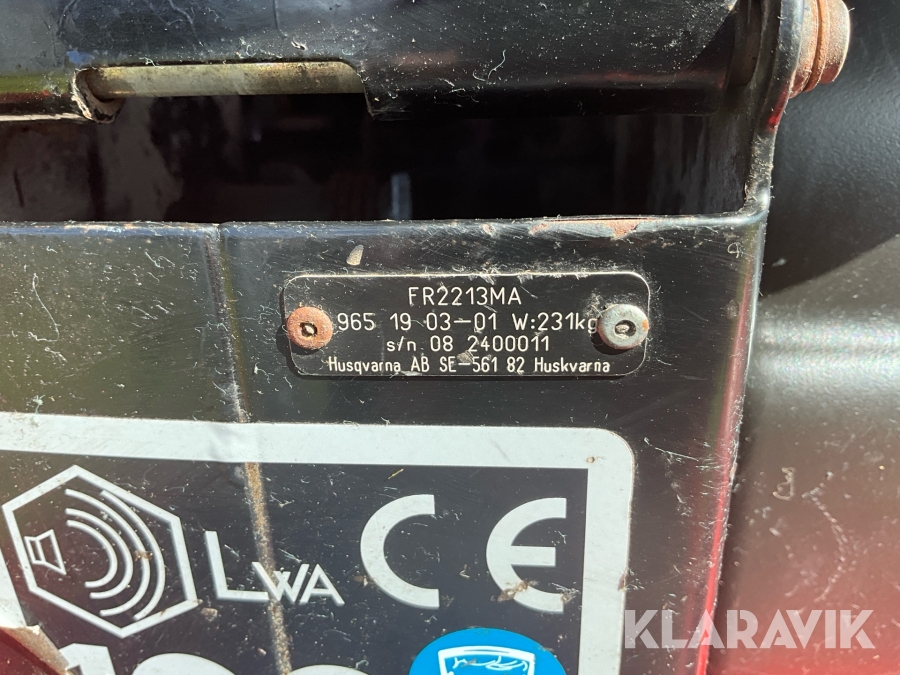 FR2213MA
965 19 03-01 W:231kg
s/n 08 2400011
Husqvarna AB SE-561 82 Huskvarna
LWA CE
KLARAVIK